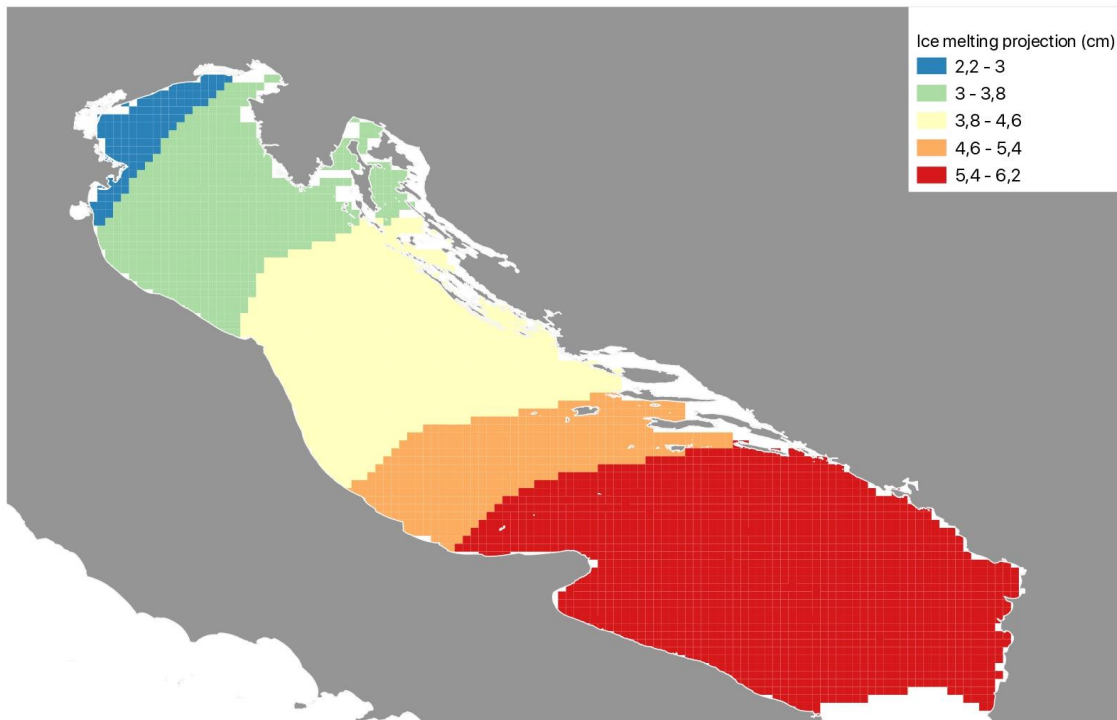 Ice melting projection (cm)
2,2 - 3
3 - 3,8
3,8 - 4,6
4,6 - 5,4
5,4 - 6,2